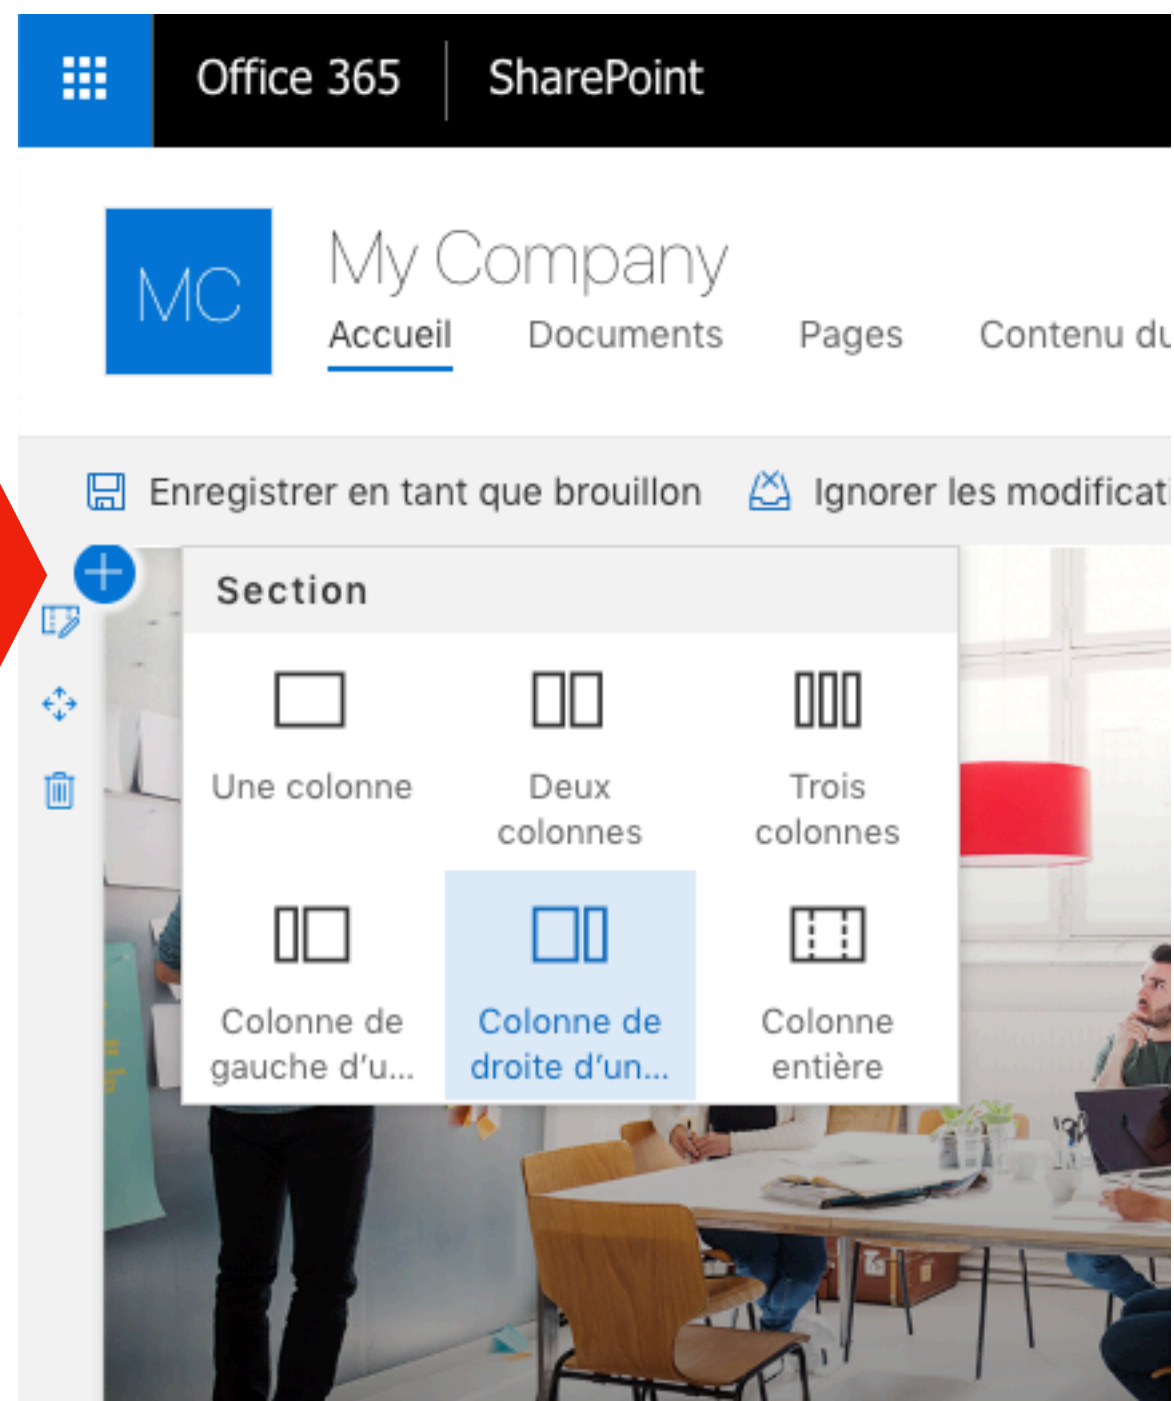 Office 365 SharePoint
My Company
MC
Accueil Documents Pages Contenu du
Enregistrer en tant que brouillon Ignorer les modificati
Section
Une colonne Deux colonnes Trois colonnes
Colonne de gauche d'u... Colonne de droite d'un... Colonne entière